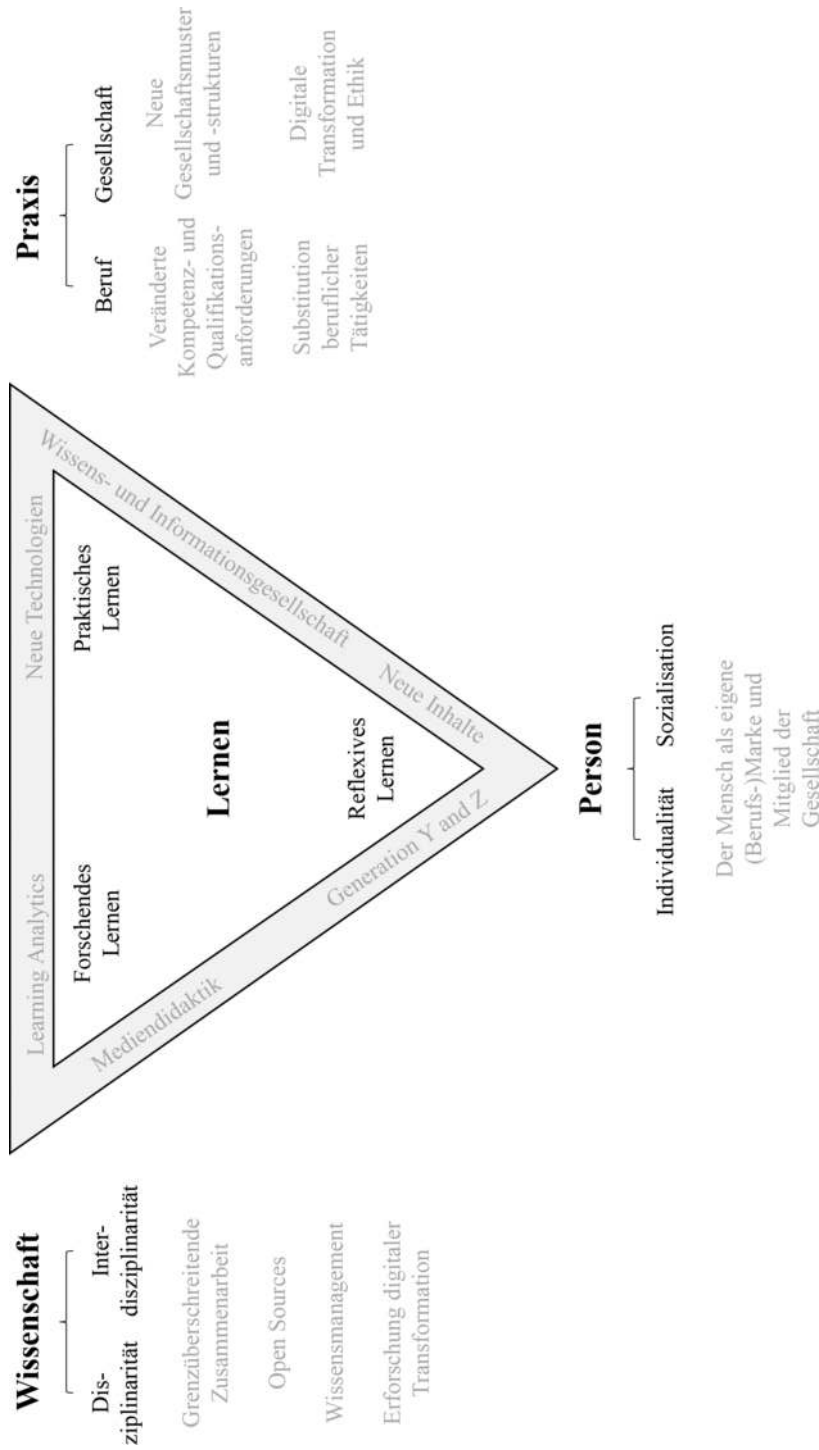 Wissenschaft
Dis-
ziplinarität
Inter-
disziplinarität
Grenzüberschreitende
Zusammenarbeit
Open Sources
Wissensmanagement
Erforschung digitaler
Transformation
Learning Analytics
Neue Technologien
Mediendidaktik
Generation Y and Z
Wissens- und Informationsgesellschaft
Neue Inhalte
Forschendes
Lernen
Praktisches
Lernen
Lernen
Reflexives
Lernen
Person
Individualität
Sozialisation
Der Mensch als eigene
(Berufs-)Marke und
Mitglied der
Gesellschaft
Praxis
Beruf
Gesellschaft
Veränderte
Kompetenz- und
Qualifikations-
anforderungen
Substitution
beruflicher
Tätigkeiten
Neue
Gesellschaftsmuster
und -strukturen
Digitale
Transformation
und Ethik